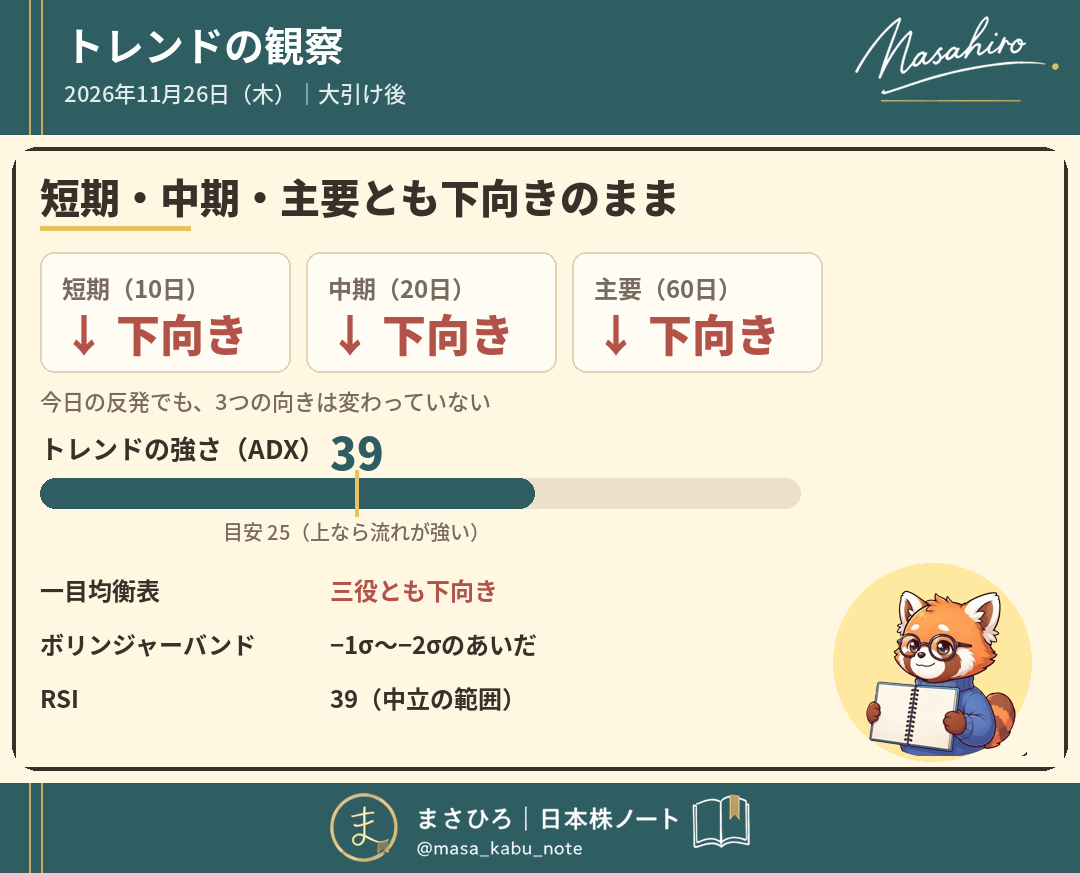 トレンドの観察
Masahiro
2026年11月26日（木）｜大引け後
短期・中期・主要とも下向きのまま
短期（10日）
↓ 下向き
中期（20日）
↓ 下向き
主要（60日）
↓ 下向き
今日の反発でも、3つの向きは変わっていない
トレンドの強さ（ADX） 39
目安 25（上なら流れが強い）
一目均衡表 三役とも下向き
ボリンジャーバンド −1σ〜−2σのあいだ
RSI 39（中立の範囲）
ま
まさひろ｜日本株ノート
@masa_kabu_note